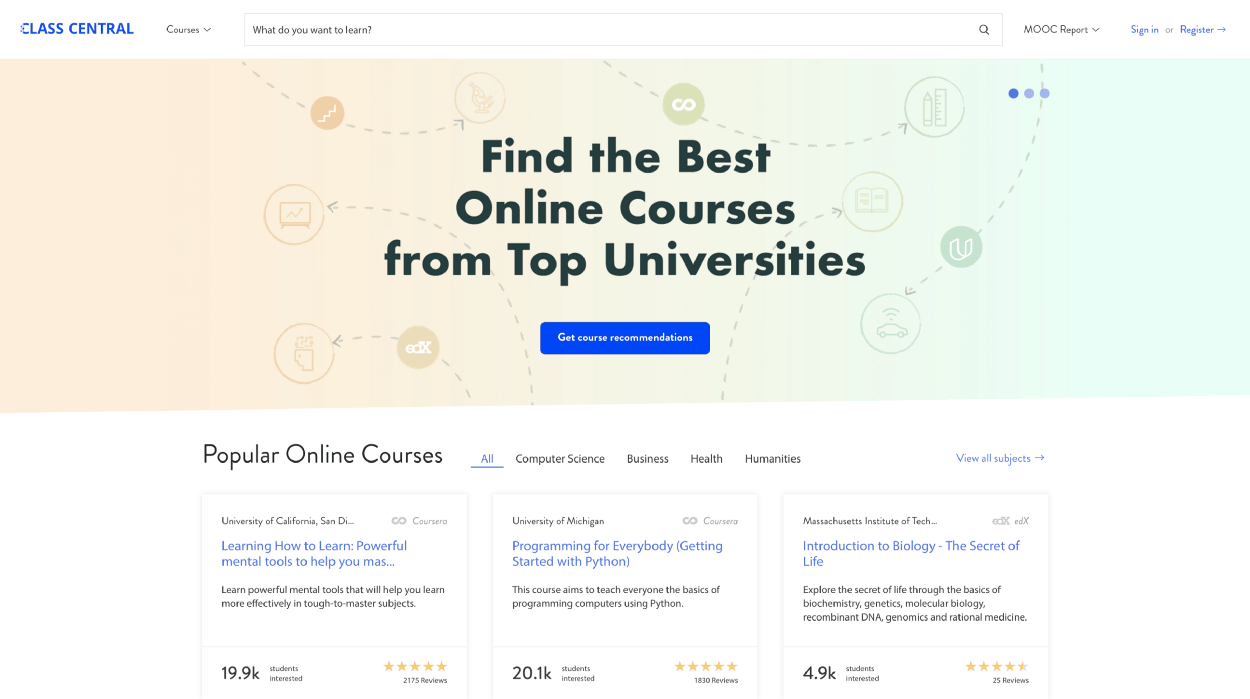 CLASS CENTRAL
Courses
What do you want to learn?
MOOC Report
Sign in or Register →
Find the Best
Online Courses
from Top Universities
edX
Get course recommendations
Popular Online Courses
All
Computer Science
Business
Health
Humanities
View all subjects →
University of California, San Di...
Coursera
Learning How to Learn: Powerful
mental tools to help you mas...
Learn powerful mental tools that will help you learn
more effectively in tough-to-master subjects.
19.9k
students
interested
2175 Reviews
University of Michigan
Coursera
Programming for Everybody (Getting
Started with Python)
This course aims to teach everyone the basics of
programming computers using Python.
20.1k
students
interested
1830 Reviews
Massachusetts Institute of Tech...
edX edX
Introduction to Biology - The Secret of
Life
Explore the secret of life through the basics of
biochemistry, genetics, molecular biology,
recombinant DNA, genomics and rational medicine.
4.9k
students
interested
25 Reviews